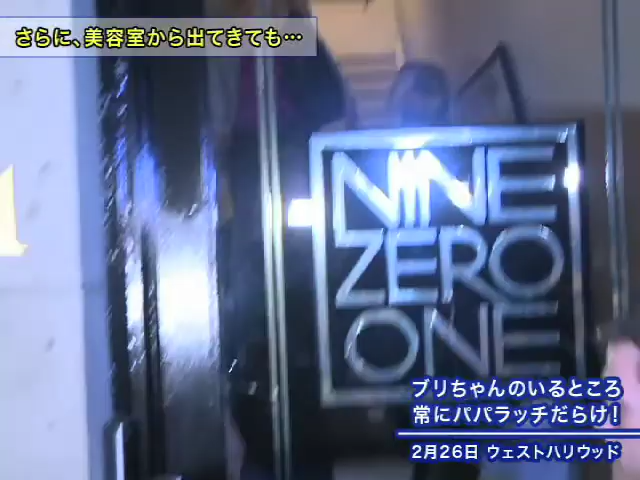 さらに、美容室から出てきても…
NINE
ZERO
ONE
ブリちゃんのいるところ
常にパパラッチだらけ!
2月26日 ウェストハリウッド